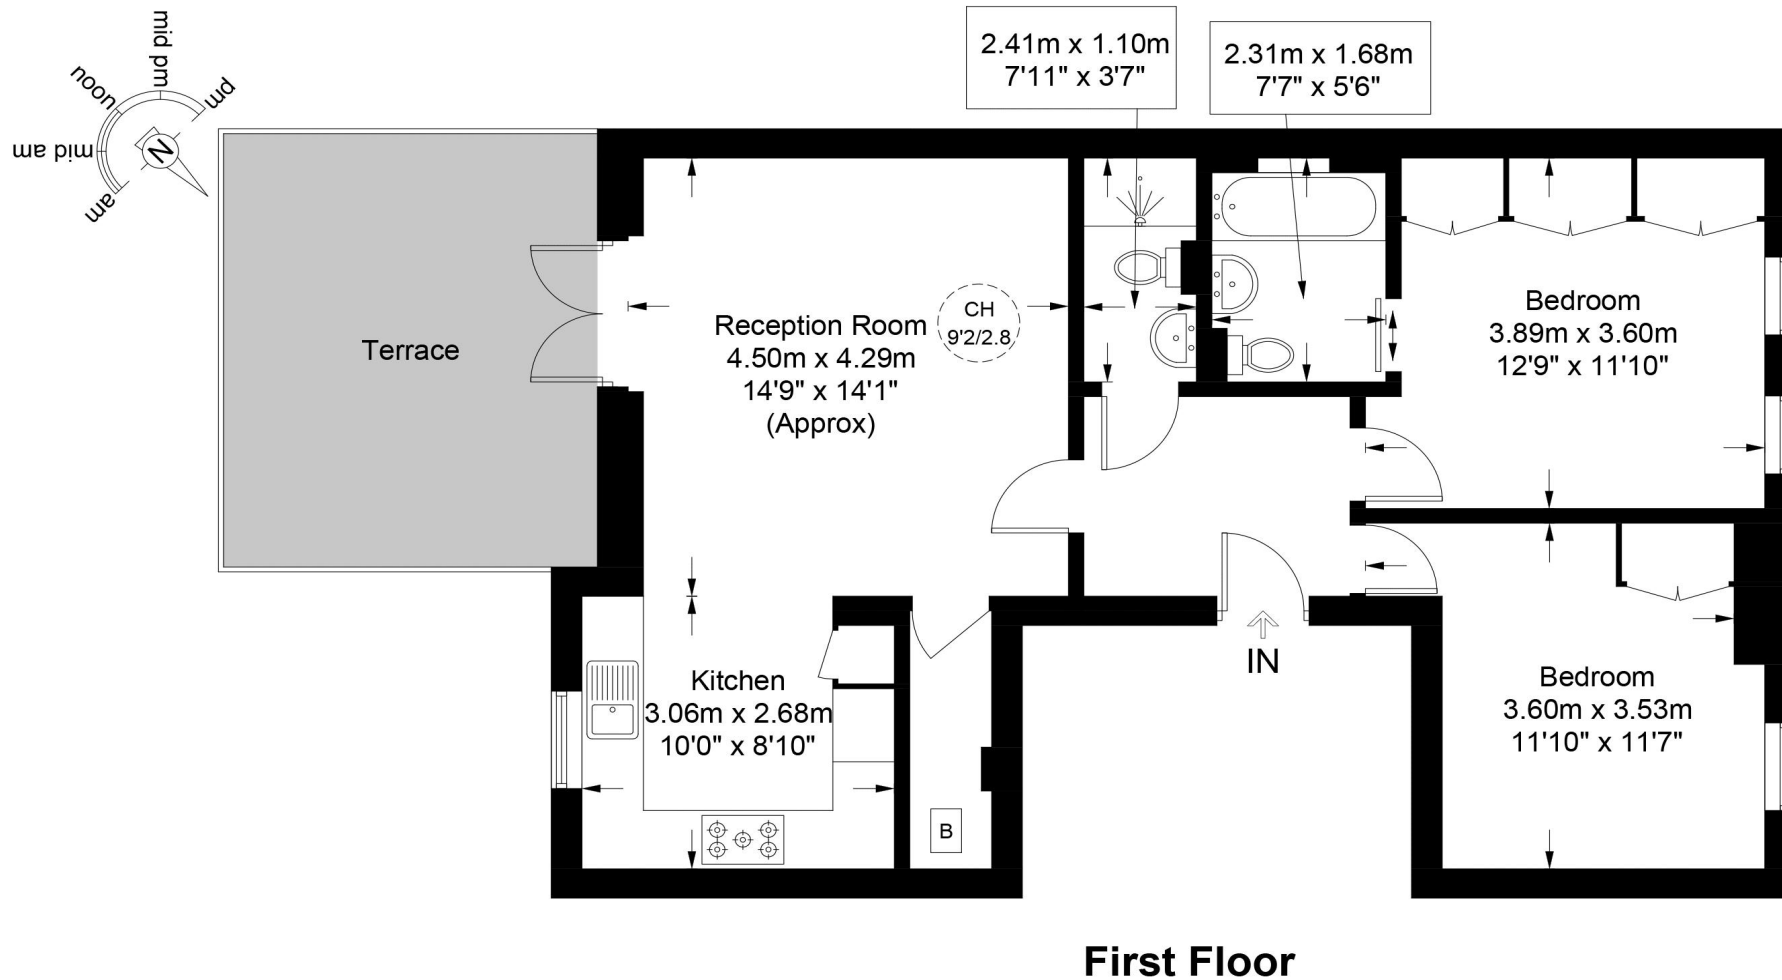 2.41m x 1.10m
7'11" x 3'7"
2.31m x 1.68m
7'7" x 5'6"
mid pm
pm
noon
mid am
am
N
Terrace
Reception Room
4.50m x 4.29m
14'9" x 14'1"
(Approx)
CH
9'2/2.8
Bedroom
3.89m x 3.60m
12'9" x 11'10"
IN
Kitchen
3.06m x 2.68m
10'0" x 8'10"
B
Bedroom
3.60m x 3.53m
11'10" x 11'7"
First Floor